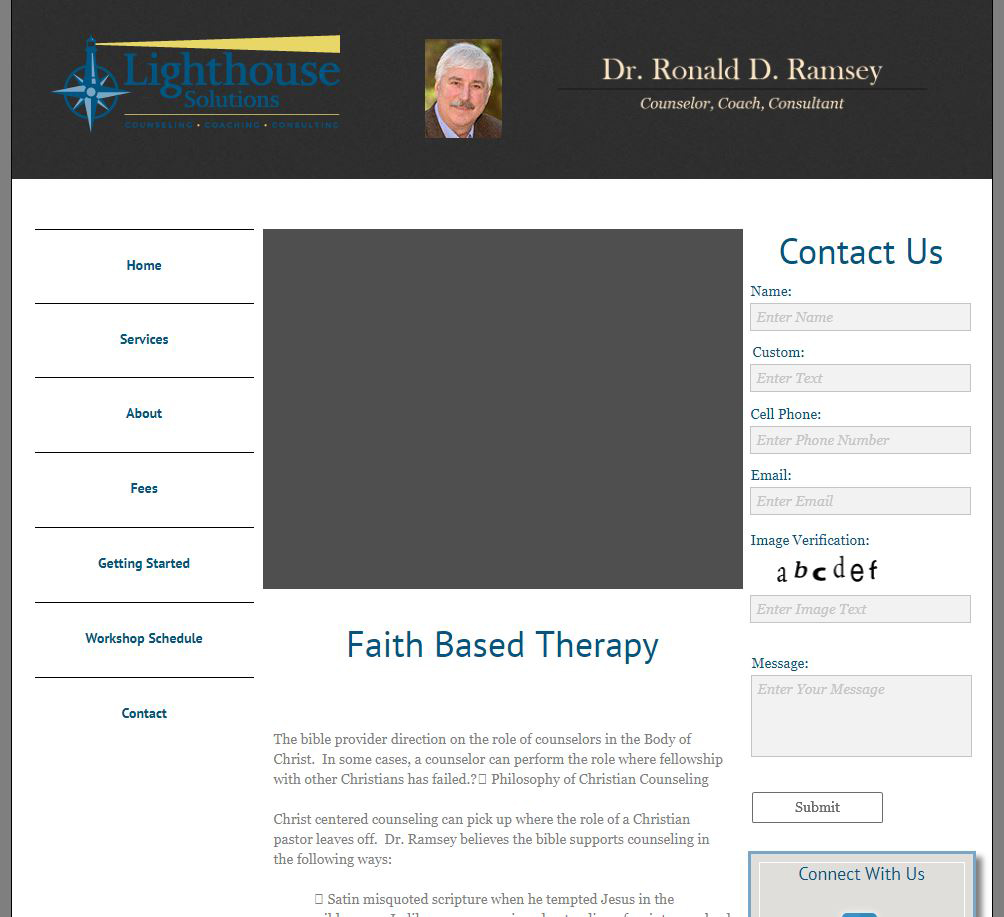 Lighthouse
Solutions
COUNSELING • COACHING • CONSULTING
Dr. Ronald D. Ramsey
Counselor, Coach, Consultant
Home
Services
About
Fees
Getting Started
Workshop Schedule
Contact
Faith Based Therapy
The bible provider direction on the role of counselors in the Body of
Christ.  In some cases, a counselor can perform the role where fellowship
with other Christians has failed.?▯ Philosophy of Christian Counseling
Christ centered counseling can pick up where the role of a Christian
pastor leaves off.  Dr. Ramsey believes the bible supports counseling in
the following ways:
▯ Satin misquoted scripture when he tempted Jesus in the
Contact Us
Name:
Enter Name
Custom:
Enter Text
Cell Phone:
Enter Phone Number
Email:
Enter Email
Image Verification:
a b c d e f
Enter Image Text
Message:
Enter Your Message
Submit
Connect With Us